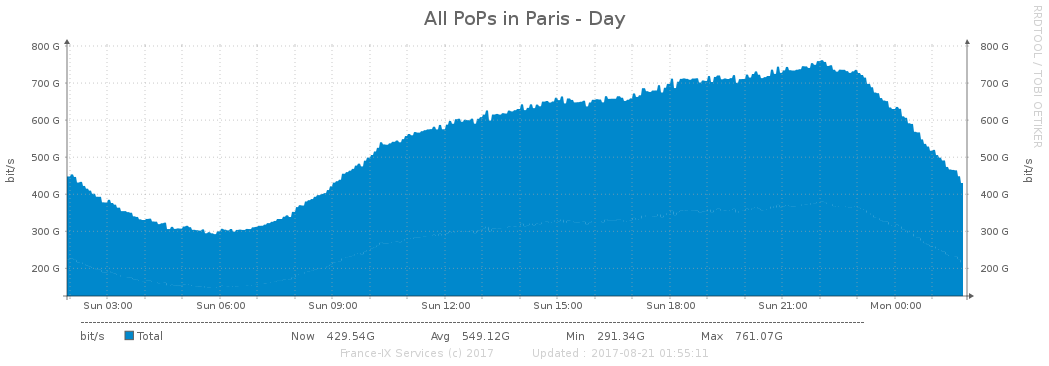 All PoPs in Paris - Day
RRDTOOL / TOBI OETIKER
800 G 800 G
700 G 700 G
600 G 600 G
500 G 500 G
400 G 400 G
300 G 300 G
200 G 200 G
bit/s bit/s
Sun 03:00 Sun 06:00 Sun 09:00 Sun 12:00 Sun 15:00 Sun 18:00 Sun 21:00 Mon 00:00
bit/s Total Now 429.54G Avg 549.12G Min 291.34G Max 761.07G
France-IX Services (c) 2017 Updated : 2017-08-21 01:55:11